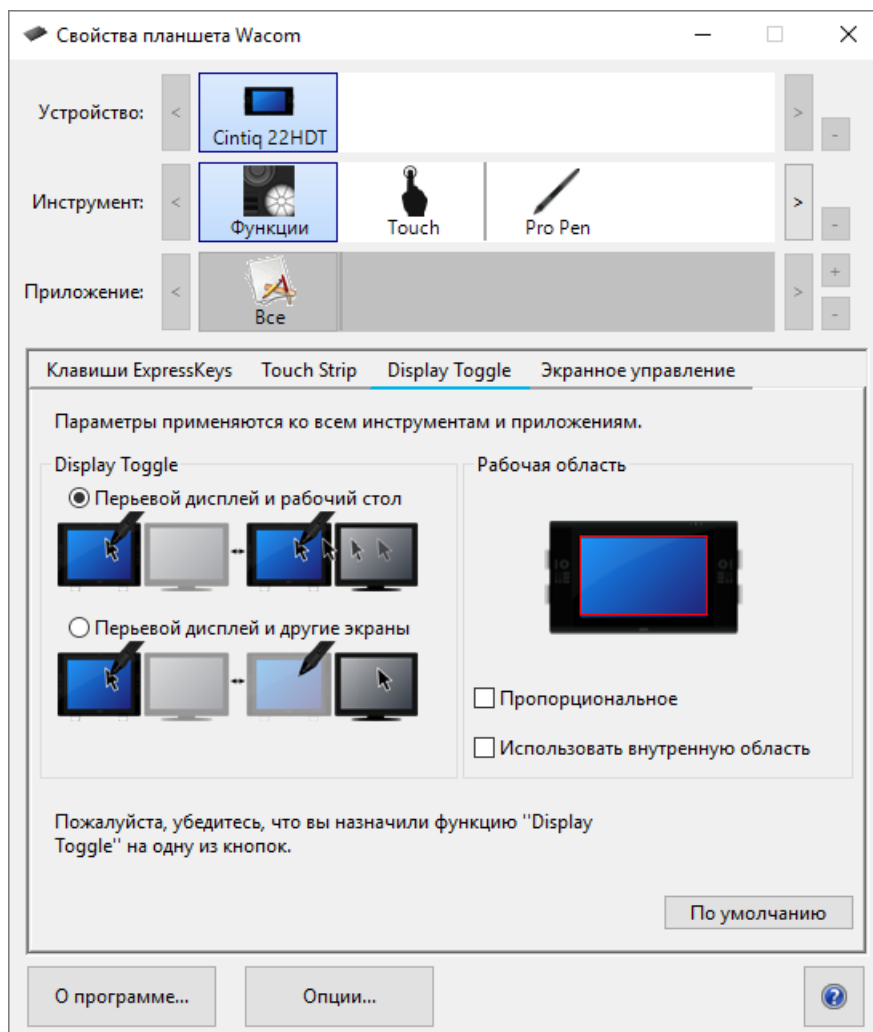 Свойства планшета Wacom
Устройство:
<
Cintiq 22HDT
>
-
Инструмент:
<
Функции
Touch
Pro Pen
>
-
Приложение:
<
Все
>
+
-
Клавиши ExpressKeys Touch Strip Display Toggle Экранное управление
Параметры применяются ко всем инструментам и приложениям.
Display Toggle
Перьевой дисплей и рабочий стол
Перьевой дисплей и другие экраны
Рабочая область
Пропорциональное
Использовать внутренную область
Пожалуйста, убедитесь, что вы назначили функцию "Display
Toggle" на одну из кнопок.
По умолчанию
О программе...
Опции...
?